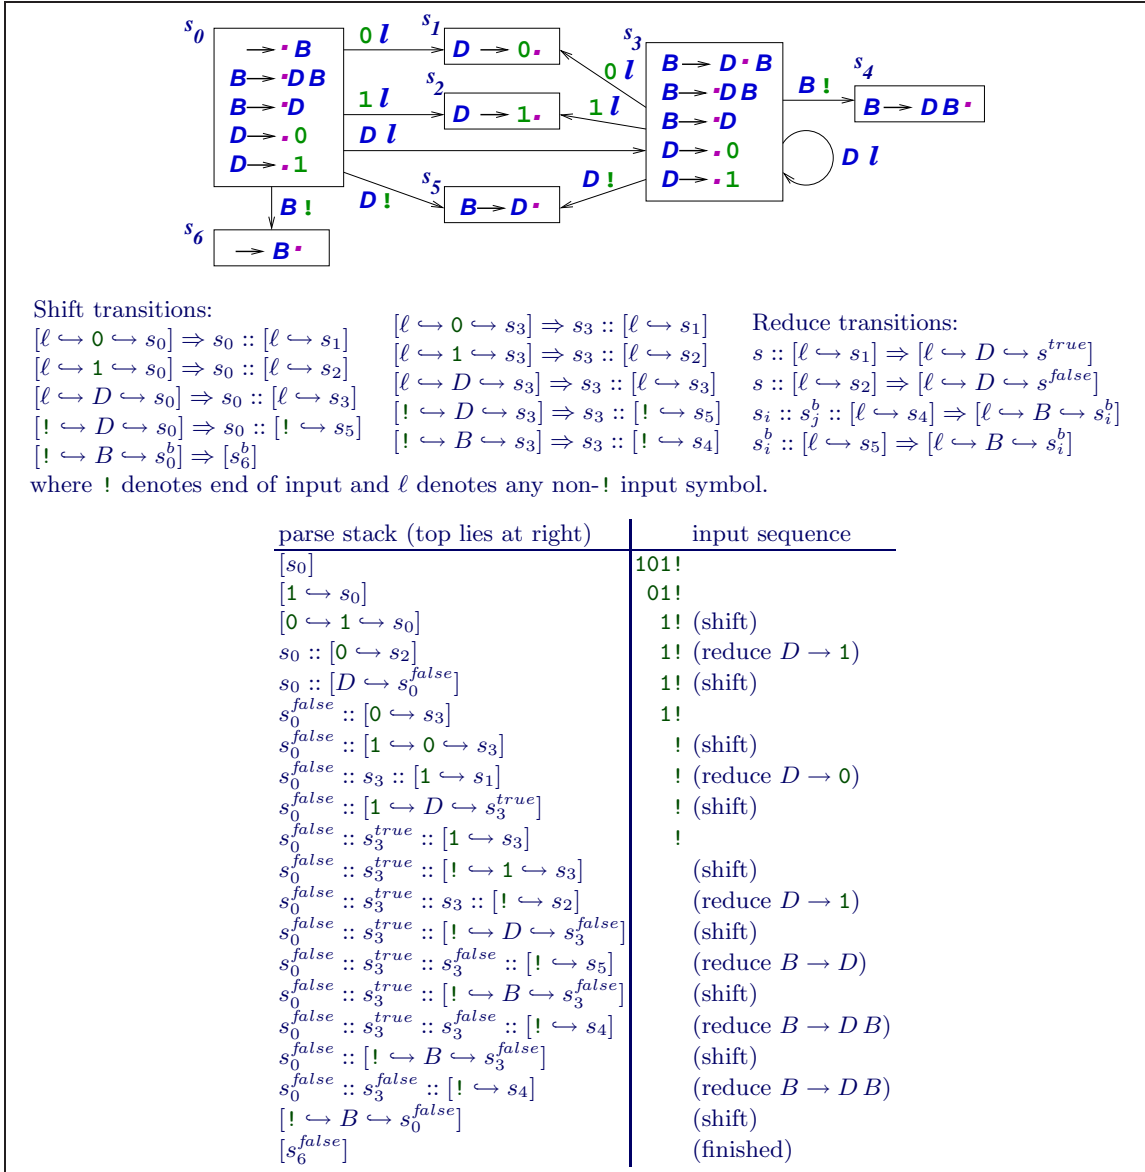 s0
→ · B
B → · D B
B → · D
D → . 0
D → . 1
0 l
1 l
D l
D !
B !
s1
D → 0 .
s2
D → 1 .
s5
B → D ·
s6
→ B ·
s3
B → D · B
B → · D B
B → · D
D → . 0
D → . 1
0 l
1 l
D !
B !
D l
s4
B → D B ·
Shift transitions:
[ℓ ↪ 0 ↪ s0] ⇒ s0 :: [ℓ ↪ s1]
[ℓ ↪ 1 ↪ s0] ⇒ s0 :: [ℓ ↪ s2]
[ℓ ↪ D ↪ s0] ⇒ s0 :: [ℓ ↪ s3]
[! ↪ D ↪ s0] ⇒ s0 :: [! ↪ s5]
[! ↪ B ↪ s0^b] ⇒ [s6^b]
[ℓ ↪ 0 ↪ s3] ⇒ s3 :: [ℓ ↪ s1]
[ℓ ↪ 1 ↪ s3] ⇒ s3 :: [ℓ ↪ s2]
[ℓ ↪ D ↪ s3] ⇒ s3 :: [ℓ ↪ s3]
[! ↪ D ↪ s3] ⇒ s3 :: [! ↪ s5]
[! ↪ B ↪ s3] ⇒ s3 :: [! ↪ s4]
Reduce transitions:
s :: [ℓ ↪ s1] ⇒ [ℓ ↪ D ↪ s^true]
s :: [ℓ ↪ s2] ⇒ [ℓ ↪ D ↪ s^false]
si :: sj^b :: [ℓ ↪ s4] ⇒ [ℓ ↪ B ↪ si^b]
si^b :: [ℓ ↪ s5] ⇒ [ℓ ↪ B ↪ si^b]
where ! denotes end of input and ℓ denotes any non-! input symbol.
parse stack (top lies at right) input sequence
[s0] 101!
[1 ↪ s0] 01!
[0 ↪ 1 ↪ s0] 1! (shift)
s0 :: [0 ↪ s2] 1! (reduce D → 1)
s0 :: [D ↪ s0^false] 1! (shift)
s0^false :: [0 ↪ s3] 1!
s0^false :: [1 ↪ 0 ↪ s3] ! (shift)
s0^false :: s3 :: [1 ↪ s1] ! (reduce D → 0)
s0^false :: [1 ↪ D ↪ s3^true] ! (shift)
s0^false :: s3^true :: [1 ↪ s3] !
s0^false :: s3^true :: [! ↪ 1 ↪ s3] (shift)
s0^false :: s3^true :: s3 :: [! ↪ s2] (reduce D → 1)
s0^false :: s3^true :: [! ↪ D ↪ s3^false] (shift)
s0^false :: s3^true :: s3^false :: [! ↪ s5] (reduce B → D)
s0^false :: s3^true :: [! ↪ B ↪ s3^false] (shift)
s0^false :: s3^true :: s3^false :: [! ↪ s4] (reduce B → D B)
s0^false :: [! ↪ B ↪ s3^false] (shift)
s0^false :: s3^false :: [! ↪ s4] (reduce B → D B)
[! ↪ B ↪ s0^false] (shift)
[s6^false] (finished)